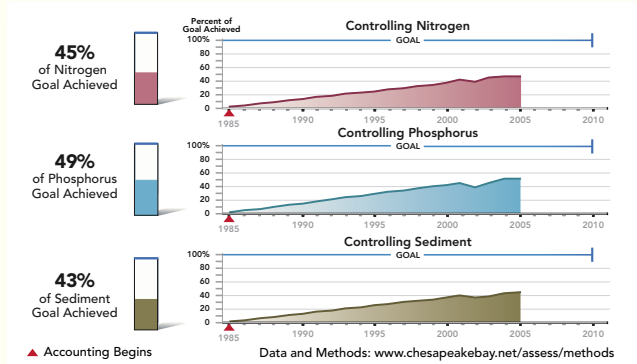 Percent of
Goal Achieved
Controlling Nitrogen
45%
of Nitrogen
Goal Achieved
100%
80
60
40
20
0
GOAL
1985
1990
1995
2000
2005
2010
Controlling Phosphorus
49%
of Phosphorus
Goal Achieved
100%
80
60
40
20
0
GOAL
1985
1990
1995
2000
2005
2010
Controlling Sediment
43%
of Sediment
Goal Achieved
100%
80
60
40
20
0
GOAL
1985
1990
1995
2000
2005
2010
Accounting Begins
Data and Methods: www.chesapeakebay.net/assess/methods